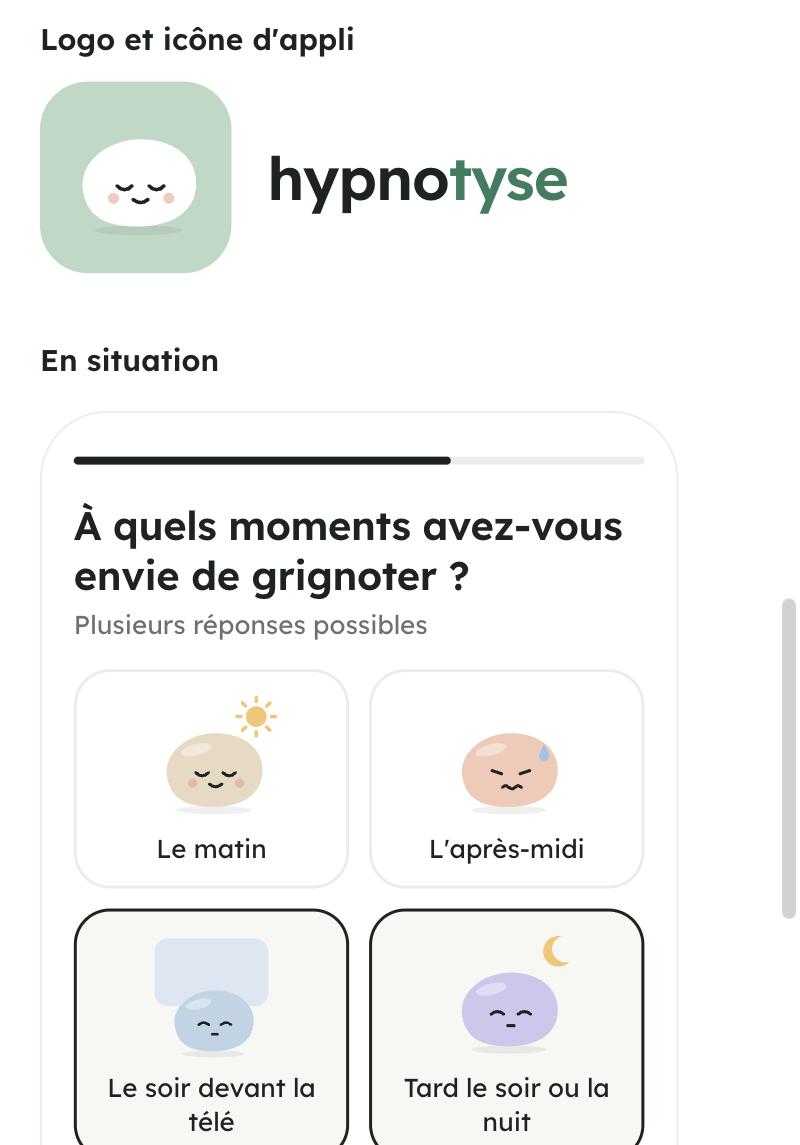 Logo et icône d'appli
hypnotyse
En situation
À quels moments avez-vous
envie de grignoter ?
Plusieurs réponses possibles
Le matin
L'après-midi
Le soir devant la
télé
Tard le soir ou la
nuit